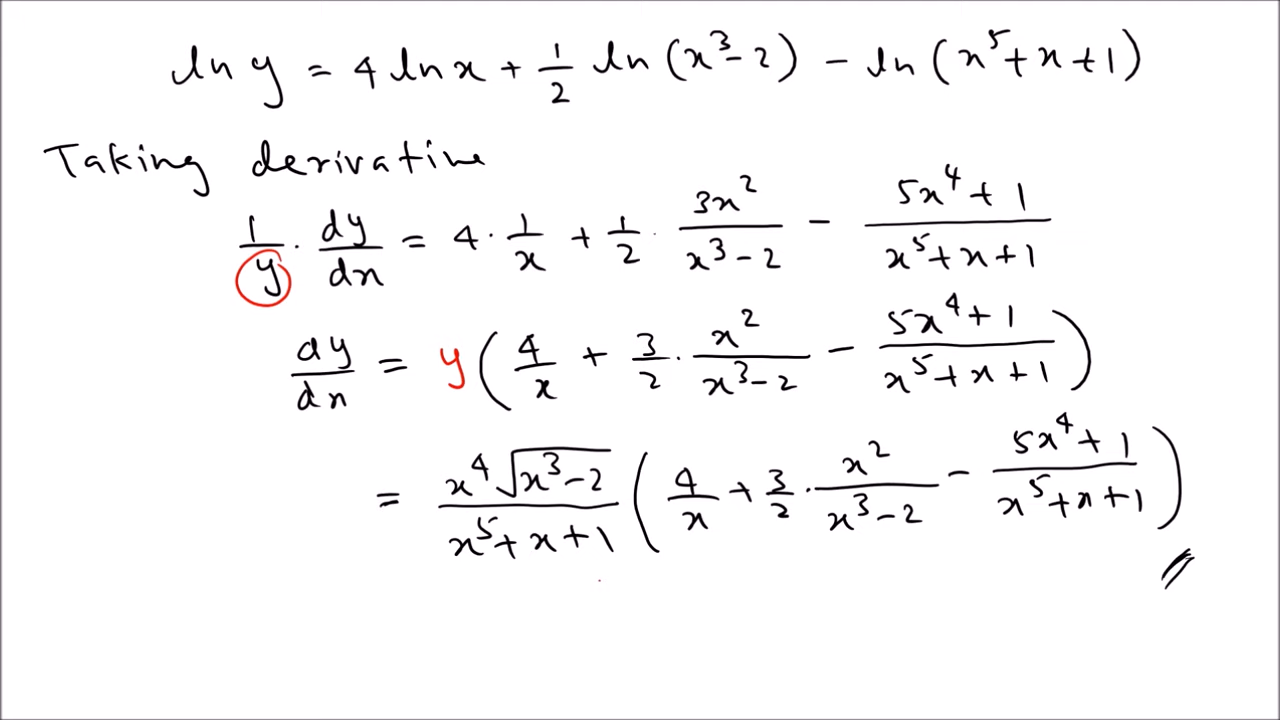 ln y = 4 ln x + 1/2 ln (x³-2) - ln (x⁵+x+1)
Taking derivative
1/y · dy/dx = 4 · 1/x + 1/2 · 3x²/(x³-2) - (5x⁴+1)/(x⁵+x+1)
dy/dx = y (4/x + 3/2 · x²/(x³-2) - (5x⁴+1)/(x⁵+x+1))
= x⁴√(x³-2)/(x⁵+x+1) (4/x + 3/2 · x²/(x³-2) - (5x⁴+1)/(x⁵+x+1))